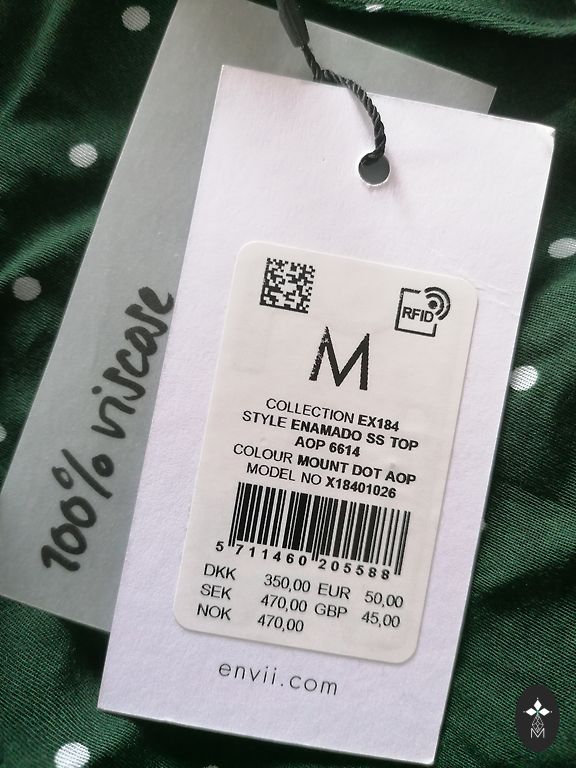 100% viscose
RFID
M
COLLECTION EX184
STYLE ENAMADO SS TOP
AOP 6614
COLOUR MOUNT DOT AOP
MODEL NO X18401026
5 711460 205588
DKK 350,00 EUR 50,00
SEK 470,00 GBP 45,00
NOK 470,00
envii.com
M